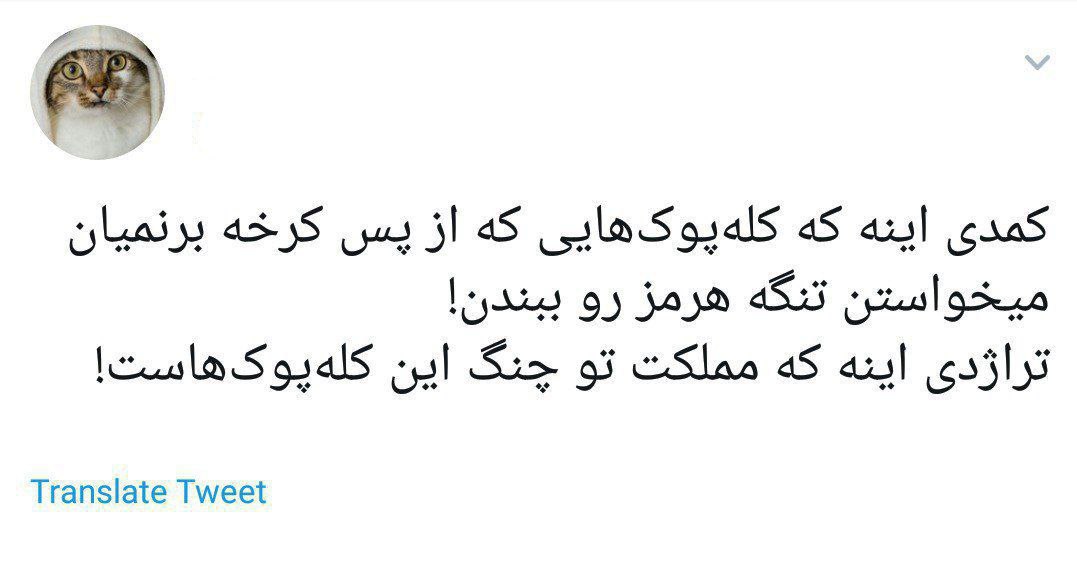 کمدی اینه که کله‌پوک‌هایی که از پس کرخه برنمیان
میخواستن تنگه هرمز رو ببندن!
تراژدی اینه که مملکت تو چنگ این کله‌پوک‌هاست!
Translate Tweet